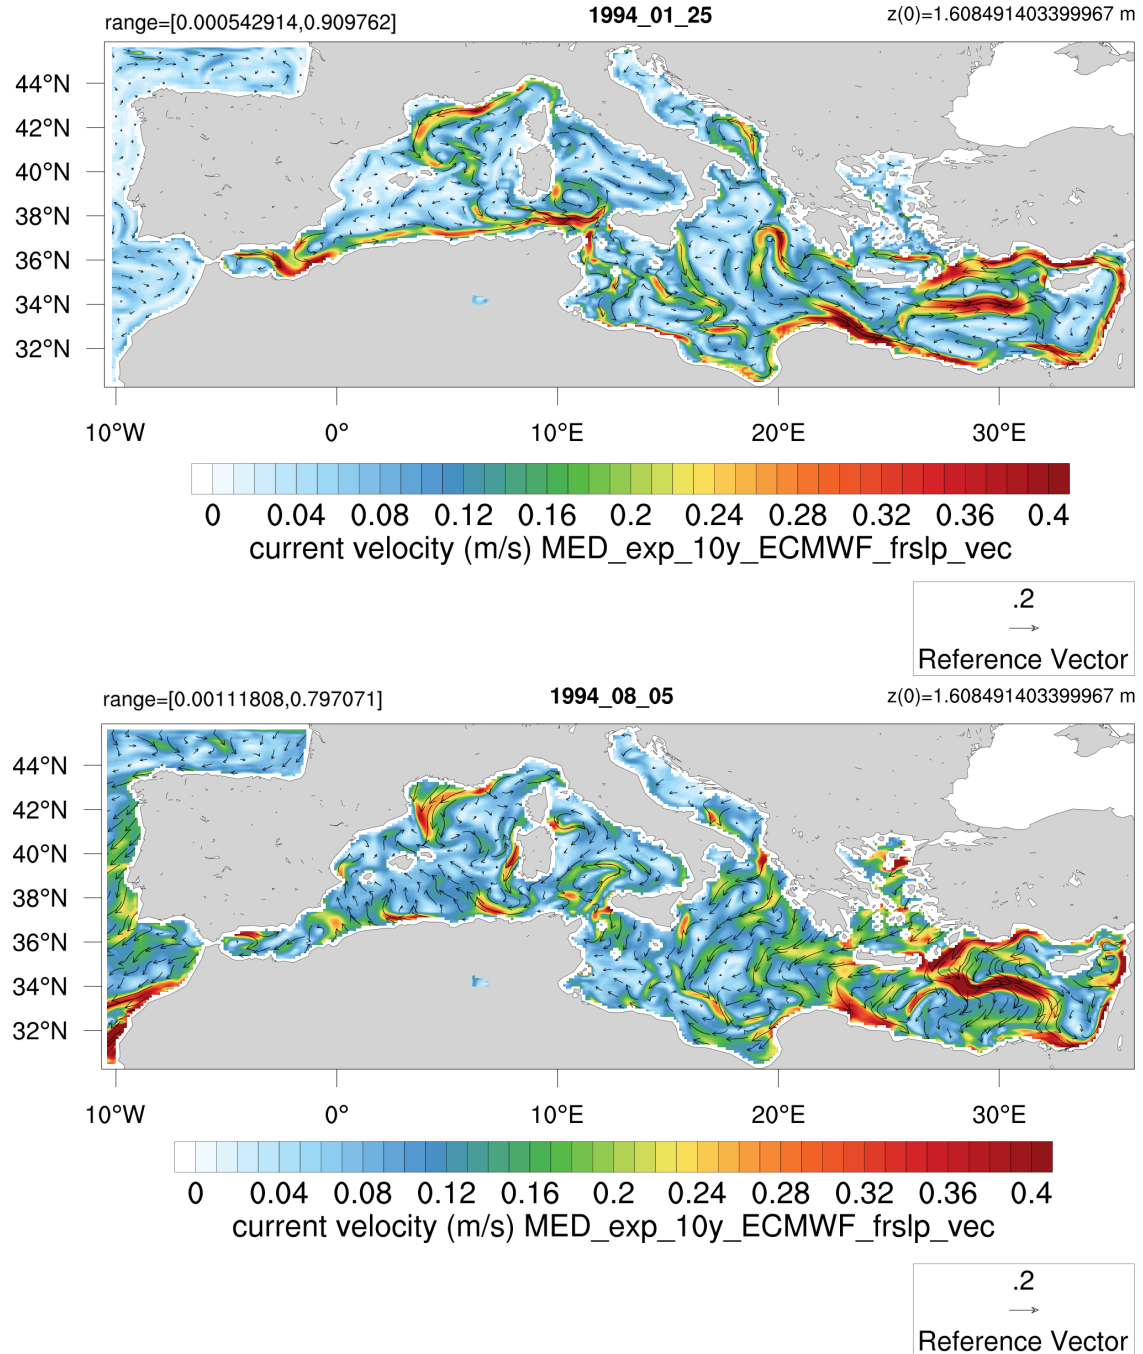 range=[0.000542914,0.909762] 1994_01_25 z(0)=1.608491403399967 m
44°N
42°N
40°N
38°N
36°N
34°N
32°N
10°W 0° 10°E 20°E 30°E
0 0.04 0.08 0.12 0.16 0.2 0.24 0.28 0.32 0.36 0.4
current velocity (m/s) MED_exp_10y_ECMWF_frslp_vec
.2
Reference Vector
range=[0.00111808,0.797071] 1994_08_05 z(0)=1.608491403399967 m
44°N
42°N
40°N
38°N
36°N
34°N
32°N
10°W 0° 10°E 20°E 30°E
0 0.04 0.08 0.12 0.16 0.2 0.24 0.28 0.32 0.36 0.4
current velocity (m/s) MED_exp_10y_ECMWF_frslp_vec
.2
Reference Vector